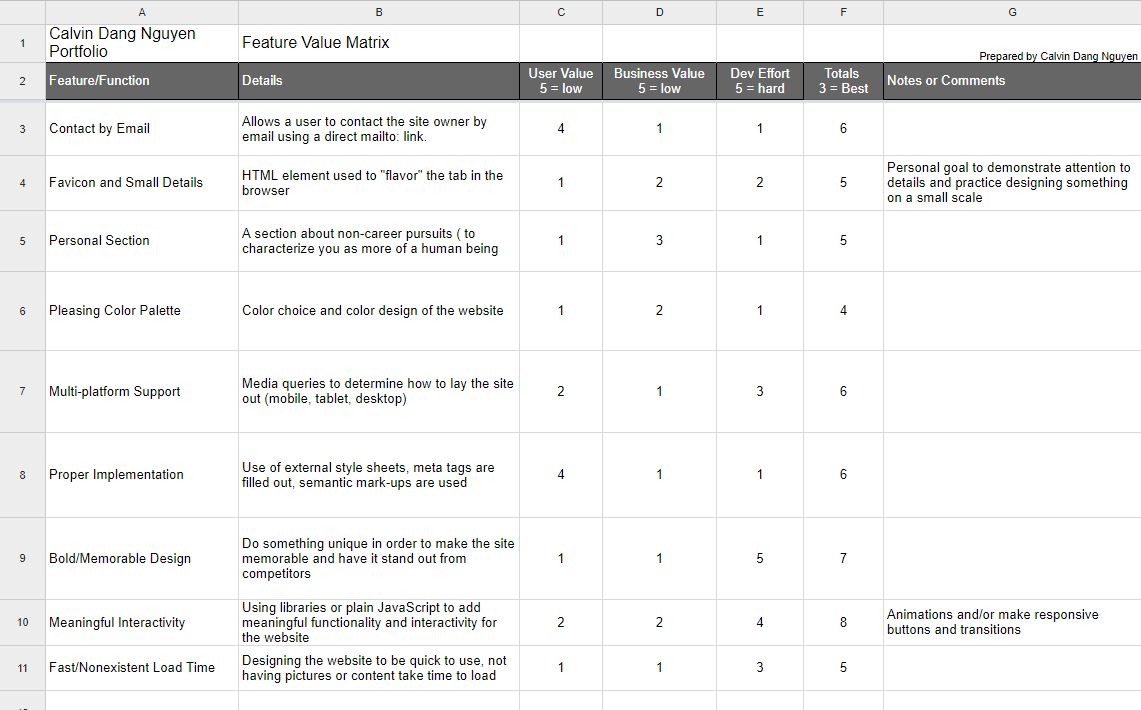 A B C D E F G
1 Calvin Dang Nguyen
Portfolio
Feature Value Matrix
Prepared by Calvin Dang Nguyen
2 Feature/Function
Details
User Value
5 = low
Business Value
5 = low
Dev Effort
5 = hard
Totals
3 = Best
Notes or Comments
3 Contact by Email
Allows a user to contact the site owner by
email using a direct mailto: link.
4 1 1 6
4 Favicon and Small Details
HTML element used to "flavor" the tab in the
browser
1 2 2 5
Personal goal to demonstrate attention to
details and practice designing something
on a small scale
5 Personal Section
A section about non-career pursuits ( to
characterize you as more of a human being
1 3 1 5
6 Pleasing Color Palette
Color choice and color design of the website
1 2 1 4
7 Multi-platform Support
Media queries to determine how to lay the site
out (mobile, tablet, desktop)
2 1 3 6
8 Proper Implementation
Use of external style sheets, meta tags are
filled out, semantic mark-ups are used
4 1 1 6
9 Bold/Memorable Design
Do something unique in order to make the site
memorable and have it stand out from
competitors
1 1 5 7
10 Meaningful Interactivity
Using libraries or plain JavaScript to add
meaningful functionality and interactivity for
the website
2 2 4 8
Animations and/or make responsive
buttons and transitions
11 Fast/Nonexistent Load Time
Designing the website to be quick to use, not
having pictures or content take time to load
1 1 3 5